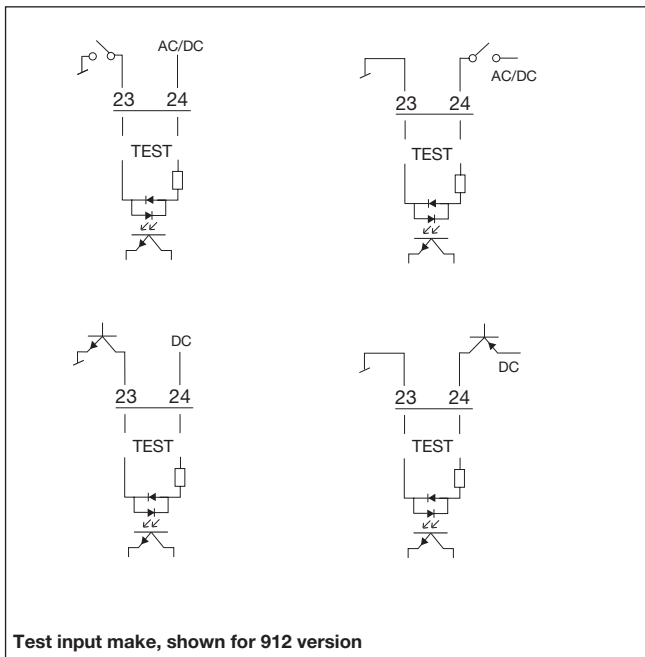 AC/DC
23 24
TEST
23 24
AC/DC
TEST
DC
23 24
TEST
23 24
DC
TEST
Test input make, shown for 912 version